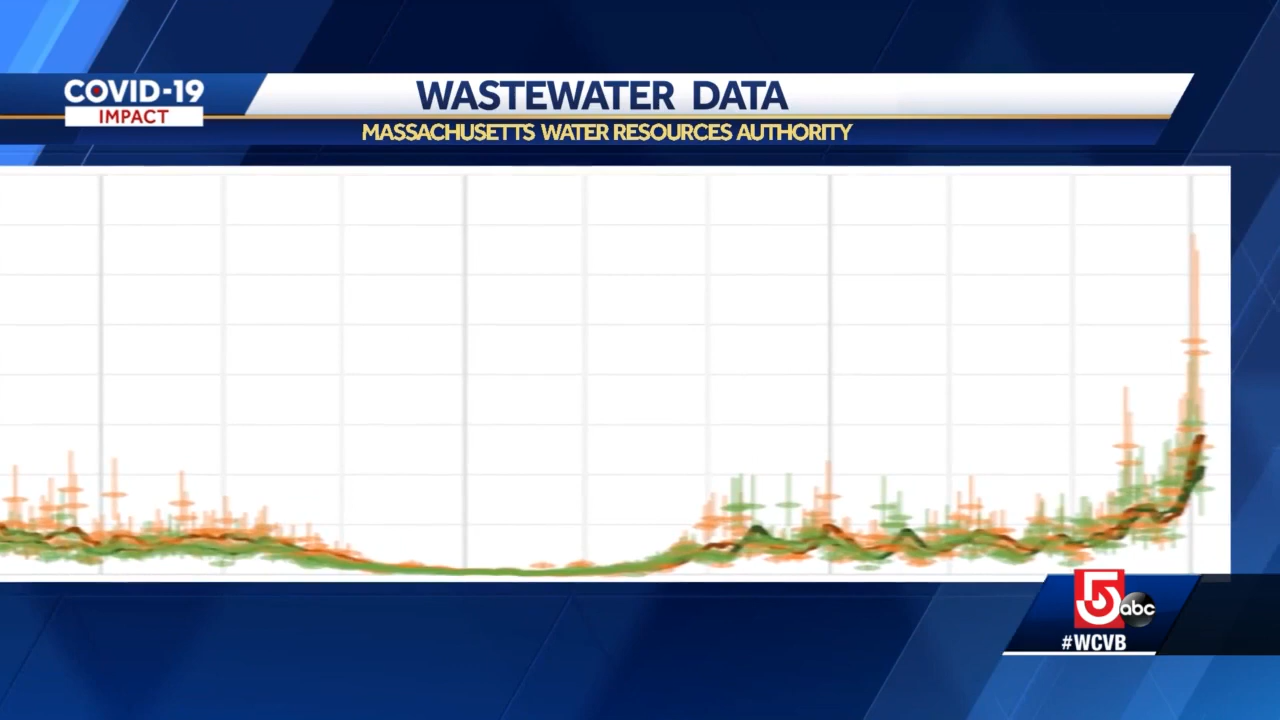 COVID-19
IMPACT
WASTEWATER DATA
MASSACHUSETTS WATER RESOURCES AUTHORITY
5 abc
#WCVB